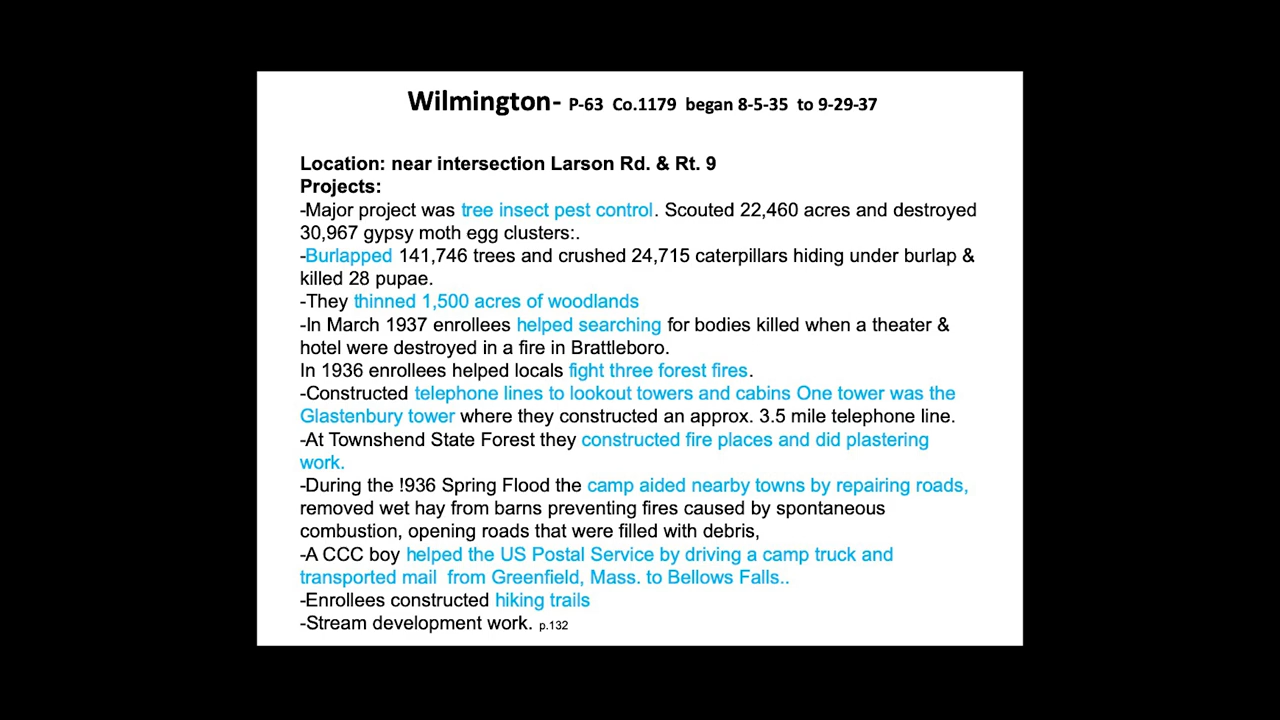 Wilmington- P-63 Co.1179 began 8-5-35 to 9-29-37
Location: near intersection Larson Rd. & Rt. 9
Projects:
-Major project was tree insect pest control. Scouted 22,460 acres and destroyed
30,967 gypsy moth egg clusters:.
-Burlapped 141,746 trees and crushed 24,715 caterpillars hiding under burlap &
killed 28 pupae.
-They thinned 1,500 acres of woodlands
-In March 1937 enrollees helped searching for bodies killed when a theater &
hotel were destroyed in a fire in Brattleboro.
In 1936 enrollees helped locals fight three forest fires.
-Constructed telephone lines to lookout towers and cabins One tower was the
Glastenbury tower where they constructed an approx. 3.5 mile telephone line.
-At Townshend State Forest they constructed fire places and did plastering
work.
-During the !936 Spring Flood the camp aided nearby towns by repairing roads,
removed wet hay from barns preventing fires caused by spontaneous
combustion, opening roads that were filled with debris,
-A CCC boy helped the US Postal Service by driving a camp truck and
transported mail from Greenfield, Mass. to Bellows Falls..
-Enrollees constructed hiking trails
-Stream development work. p.132